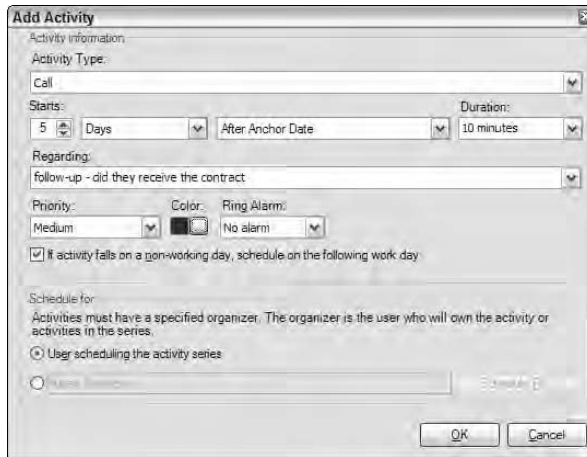 Add Activity
Activity information
Activity Type:
Call
Starts: Duration:
5 Days After Anchor Date 10 minutes
Regarding:
follow-up - did they receive the contract
Priority: Color: Ring Alarm:
Medium No alarm
If activity falls on a non-working day, schedule on the following work day
Schedule for
Activities must have a specified organizer. The organizer is the user who will own the activity or
activities in the series.
User scheduling the activity series
OK Cancel